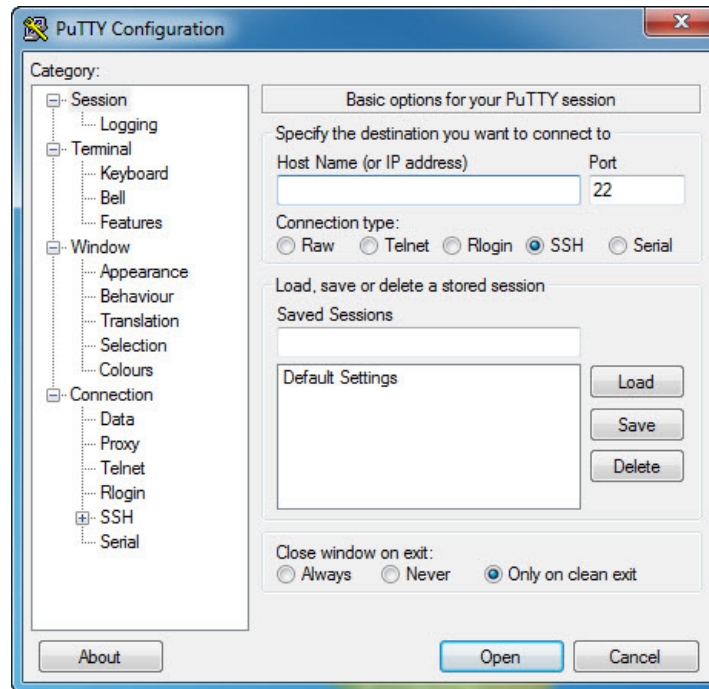 PuTTY Configuration
Category:
Session
Logging
Terminal
Keyboard
Bell
Features
Window
Appearance
Behaviour
Translation
Selection
Colours
Connection
Data
Proxy
Telnet
Rlogin
SSH
Serial
Basic options for your PuTTY session
Specify the destination you want to connect to
Host Name (or IP address) Port
22
Connection type:
Raw Telnet Rlogin SSH Serial
Load, save or delete a stored session
Saved Sessions
Default Settings
Load
Save
Delete
Close window on exit:
Always Never Only on clean exit
About Open Cancel